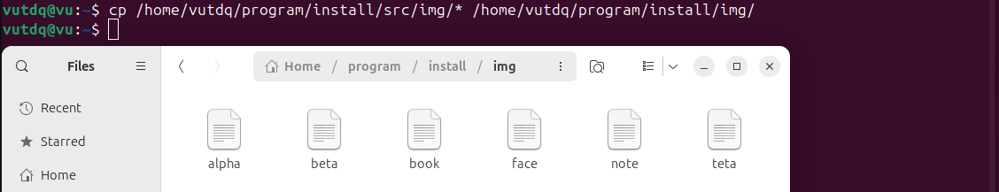 vutdq@vu:~$ cp /home/vutdq/program/install/src/img/* /home/vutdq/program/install/img/
vutdq@vu:~$
Files
Home / program / install / img
Recent
Starred
Home
alpha beta book face note teta